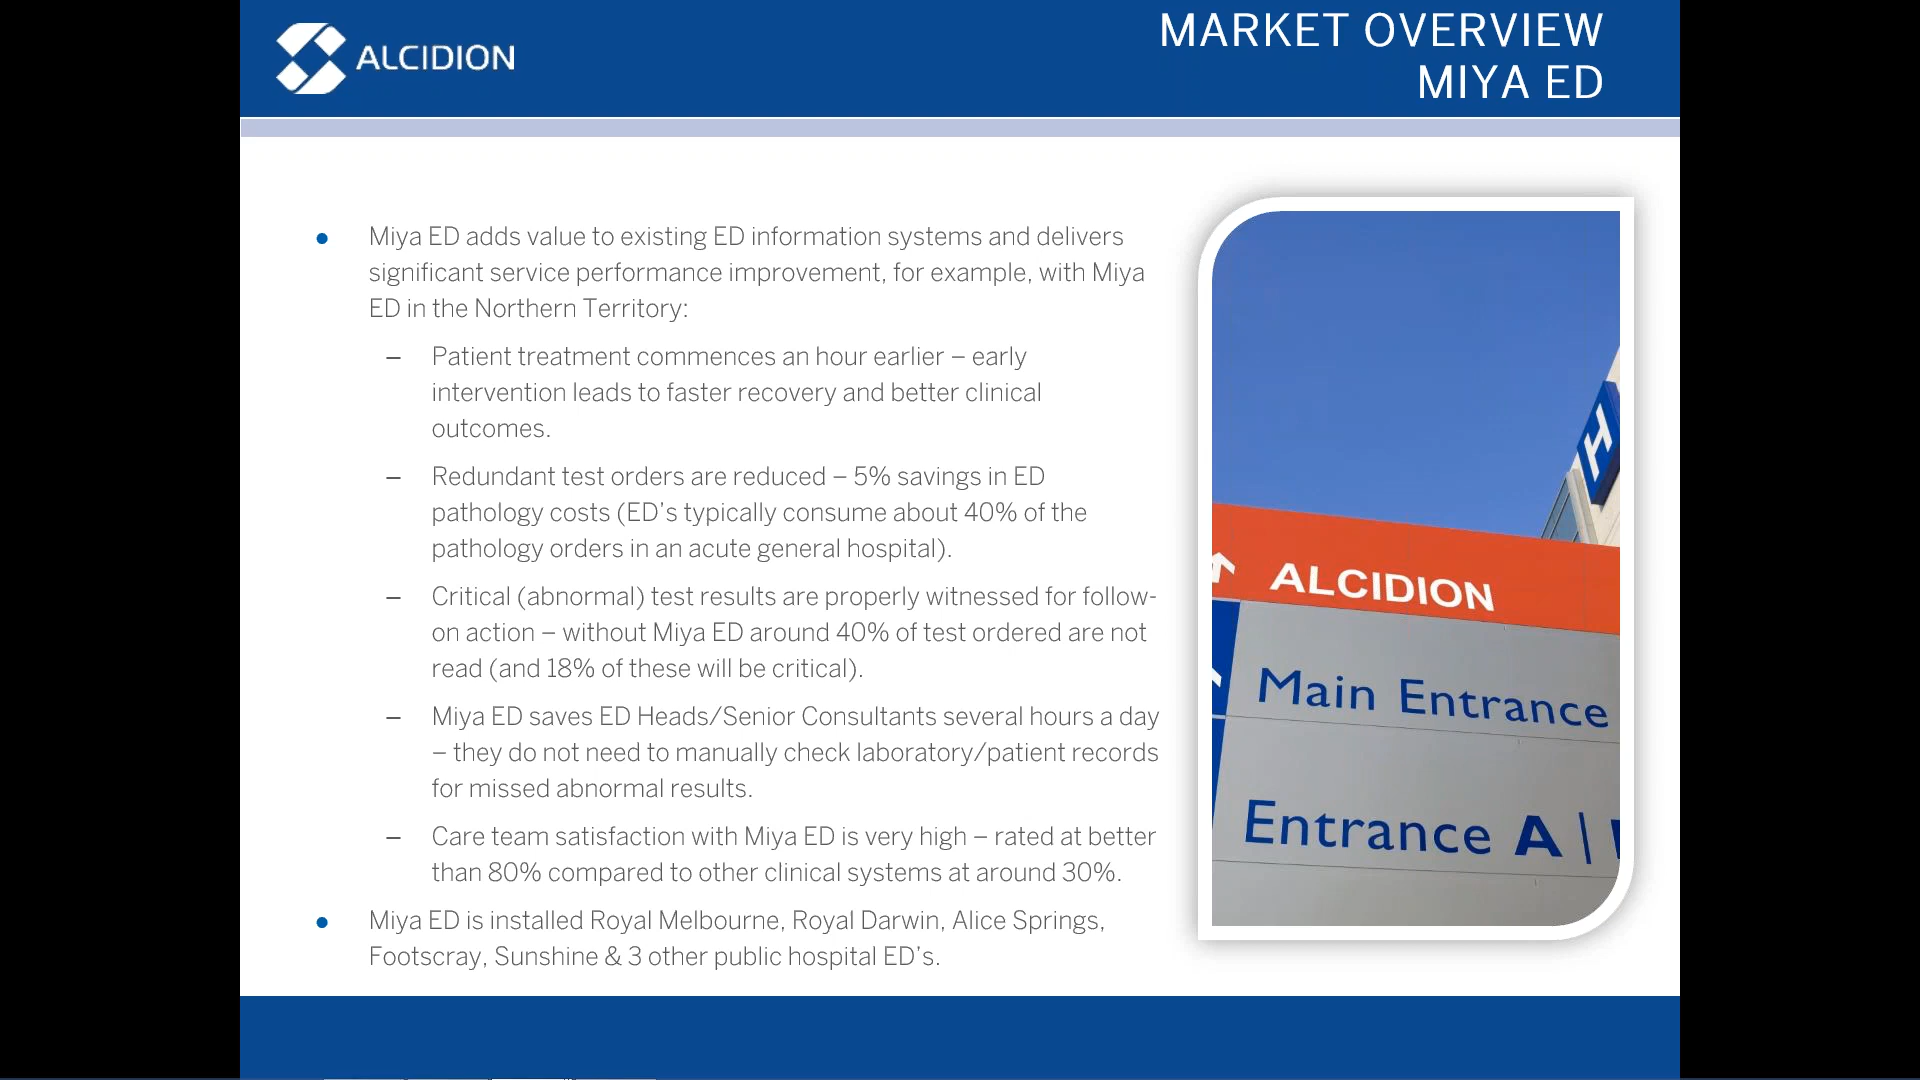 ALCIDION
MARKET OVERVIEW
MIYA ED
● Miya ED adds value to existing ED information systems and delivers
significant service performance improvement, for example, with Miya
ED in the Northern Territory:
– Patient treatment commences an hour earlier – early
intervention leads to faster recovery and better clinical
outcomes.
– Redundant test orders are reduced – 5% savings in ED
pathology costs (ED’s typically consume about 40% of the
pathology orders in an acute general hospital).
– Critical (abnormal) test results are properly witnessed for follow-
on action – without Miya ED around 40% of test ordered are not
read (and 18% of these will be critical).
– Miya ED saves ED Heads/Senior Consultants several hours a day
– they do not need to manually check laboratory/patient records
for missed abnormal results.
– Care team satisfaction with Miya ED is very high – rated at better
than 80% compared to other clinical systems at around 30%.
● Miya ED is installed Royal Melbourne, Royal Darwin, Alice Springs,
Footscray, Sunshine & 3 other public hospital ED’s.
H
ALCIDION
Main Entrance
Entrance A |